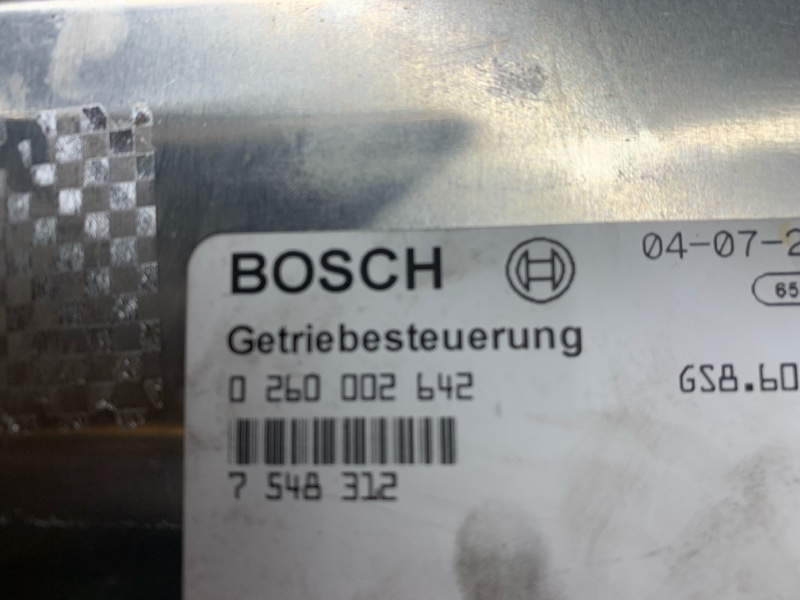 BOSCH 04-07-2
65
Getriebesteuerung
0 260 002 642 GS8.60
7 548 312